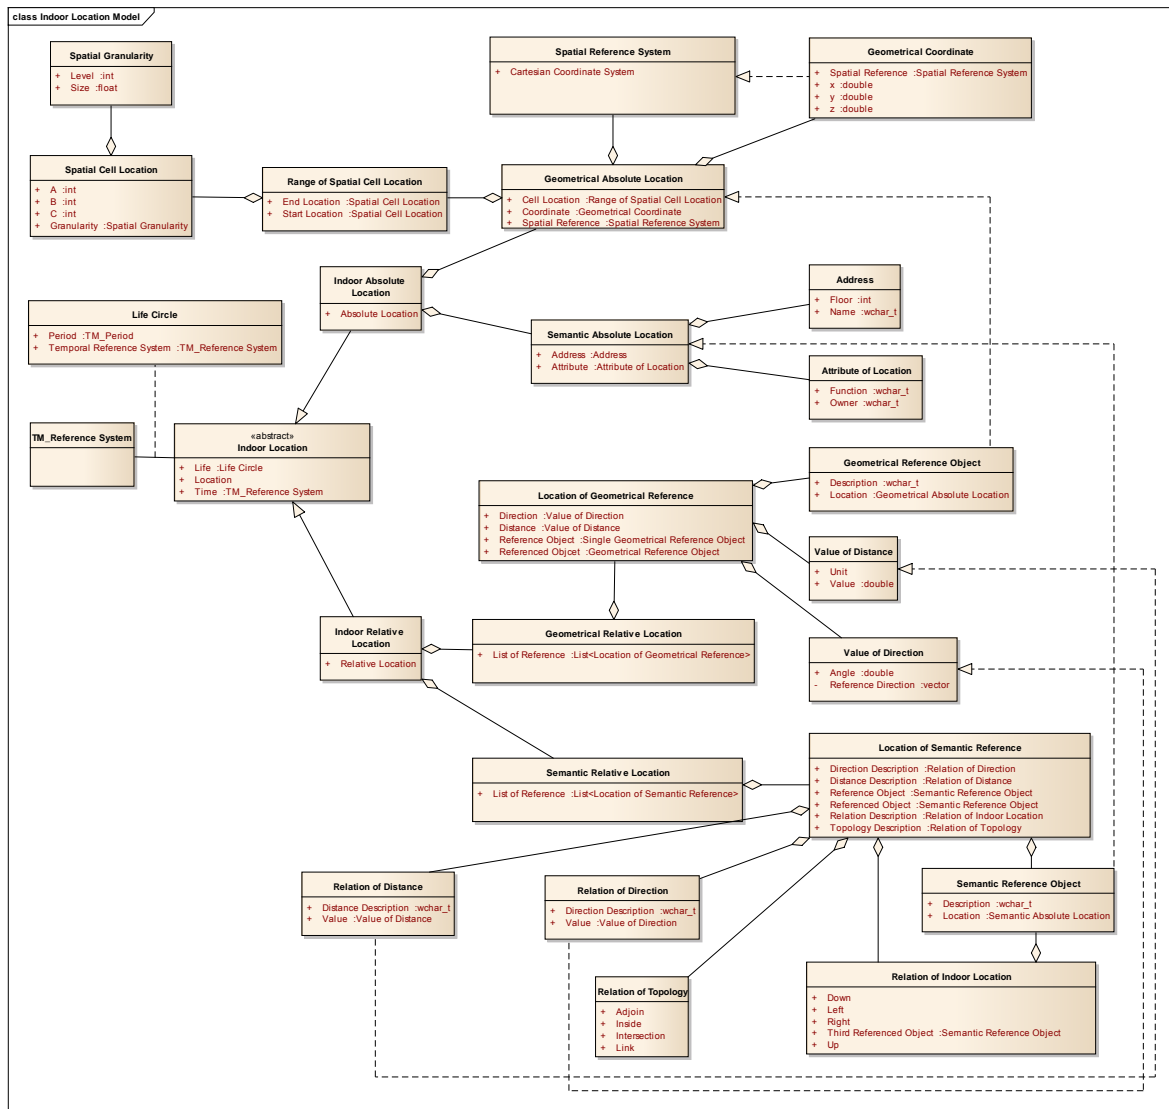 class Indoor Location Model
Spatial Granularity
+ Level :int
+ Size :float
Spatial Reference System
+ Cartesian Coordinate System
Geometrical Coordinate
+ Spatial Reference :Spatial Reference System
+ x :double
+ y :double
+ z :double
Spatial Cell Location
+ A :int
+ B :int
+ C :int
+ Granularity :Spatial Granularity
Range of Spatial Cell Location
+ End Location :Spatial Cell Location
+ Start Location :Spatial Cell Location
Geometrical Absolute Location
+ Cell Location :Range of Spatial Cell Location
+ Coordinate :Geometrical Coordinate
+ Spatial Reference :Spatial Reference System
Indoor Absolute
Location
+ Absolute Location
Address
+ Floor :int
+ Name :wchar_t
Life Circle
+ Period :TM_Period
+ Temporal Reference System :TM_Reference System
Semantic Absolute Location
+ Address :Address
+ Attribute :Attribute of Location
Attribute of Location
+ Function :wchar_t
+ Owner :wchar_t
TM_Reference System
«abstract»
Indoor Location
+ Life :Life Circle
+ Location
+ Time :TM_Reference System
Geometrical Reference Object
+ Description :wchar_t
+ Location :Geometrical Absolute Location
Location of Geometrical Reference
+ Direction :Value of Direction
+ Distance :Value of Distance
+ Reference Object :Single Geometrical Reference Object
+ Referenced Objcet :Geometrical Reference Object
Value of Distance
+ Unit
+ Value :double
Indoor Relative
Location
+ Relative Location
Geometrical Relative Location
+ List of Reference :List<Location of Geometrical Reference>
Value of Direction
+ Angle :double
- Reference Direction :vector
Semantic Relative Location
+ List of Reference :List<Location of Semantic Reference>
Location of Semantic Reference
+ Direction Description :Relation of Direction
+ Distance Description :Relation of Distance
+ Reference Object :Semantic Reference Object
+ Referenced Object :Semantic Reference Object
+ Relation Description :Relation of Indoor Location
+ Topology Description :Relation of Topology
Relation of Distance
+ Distance Description :wchar_t
+ Value :Value of Distance
Relation of Direction
+ Direction Description :wchar_t
+ Value :Value of Direction
Semantic Reference Object
+ Description :wchar_t
+ Location :Semantic Absolute Location
Relation of Topology
+ Adjoin
+ Inside
+ Intersection
+ Link
Relation of Indoor Location
+ Down
+ Left
+ Right
+ Third Referenced Object :Semantic Reference Object
+ Up